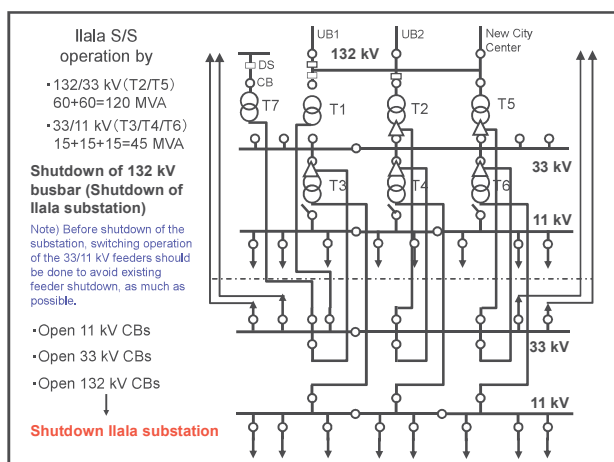 Ilala S/S
operation by
・132/33 kV(T2/T5)
60+60=120 MVA
・33/11 kV(T3/T4/T6)
15+15+15=45 MVA
Shutdown of 132 kV
busbar (Shutdown of
Ilala substation)
Note) Before shutdown of the
substation, switching operation
of the 33/11 kV feeders should
be done to avoid existing
feeder shutdown, as much as
possible.
・Open 11 kV CBs
・Open 33 kV CBs
・Open 132 kV CBs
Shutdown Ilala substation
UB1
UB2
New City
Center
132 kV
DS
CB
T7
T1
T2
T5
33 kV
T3
T4
T6
11 kV
33 kV
11 kV